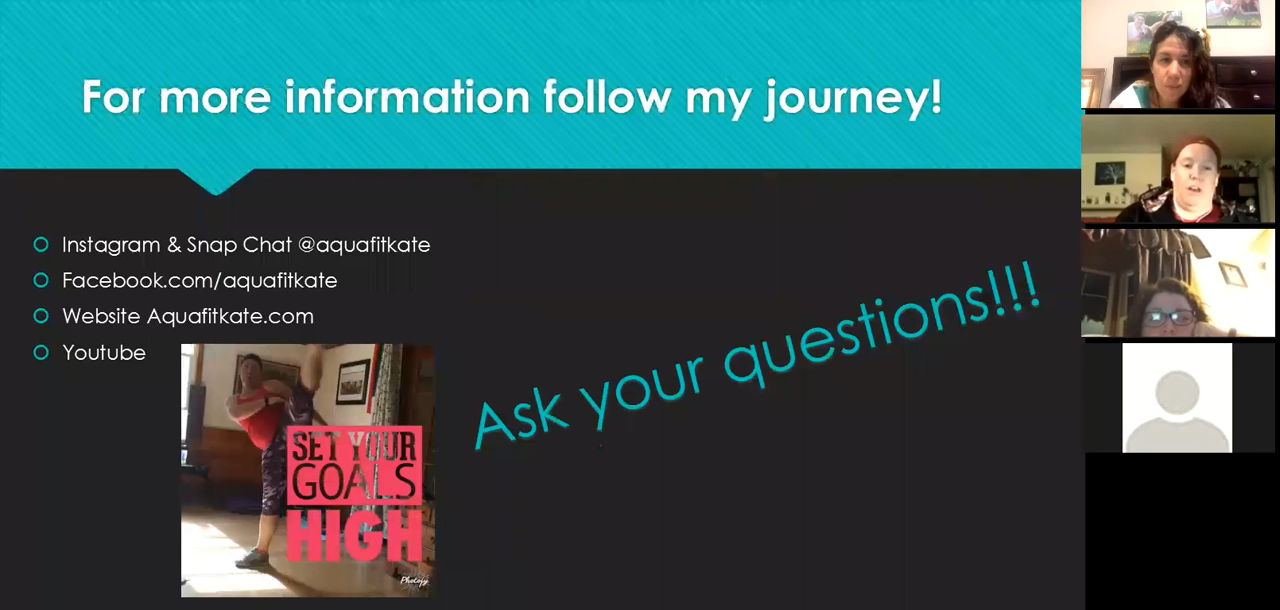 For more information follow my journey!
Instagram & Snap Chat @aquafitkate
Facebook.com/aquafitkate
Website Aquafitkate.com
Youtube
Ask your questions!!!
SET YOUR
GOALS
HIGH
Photofy